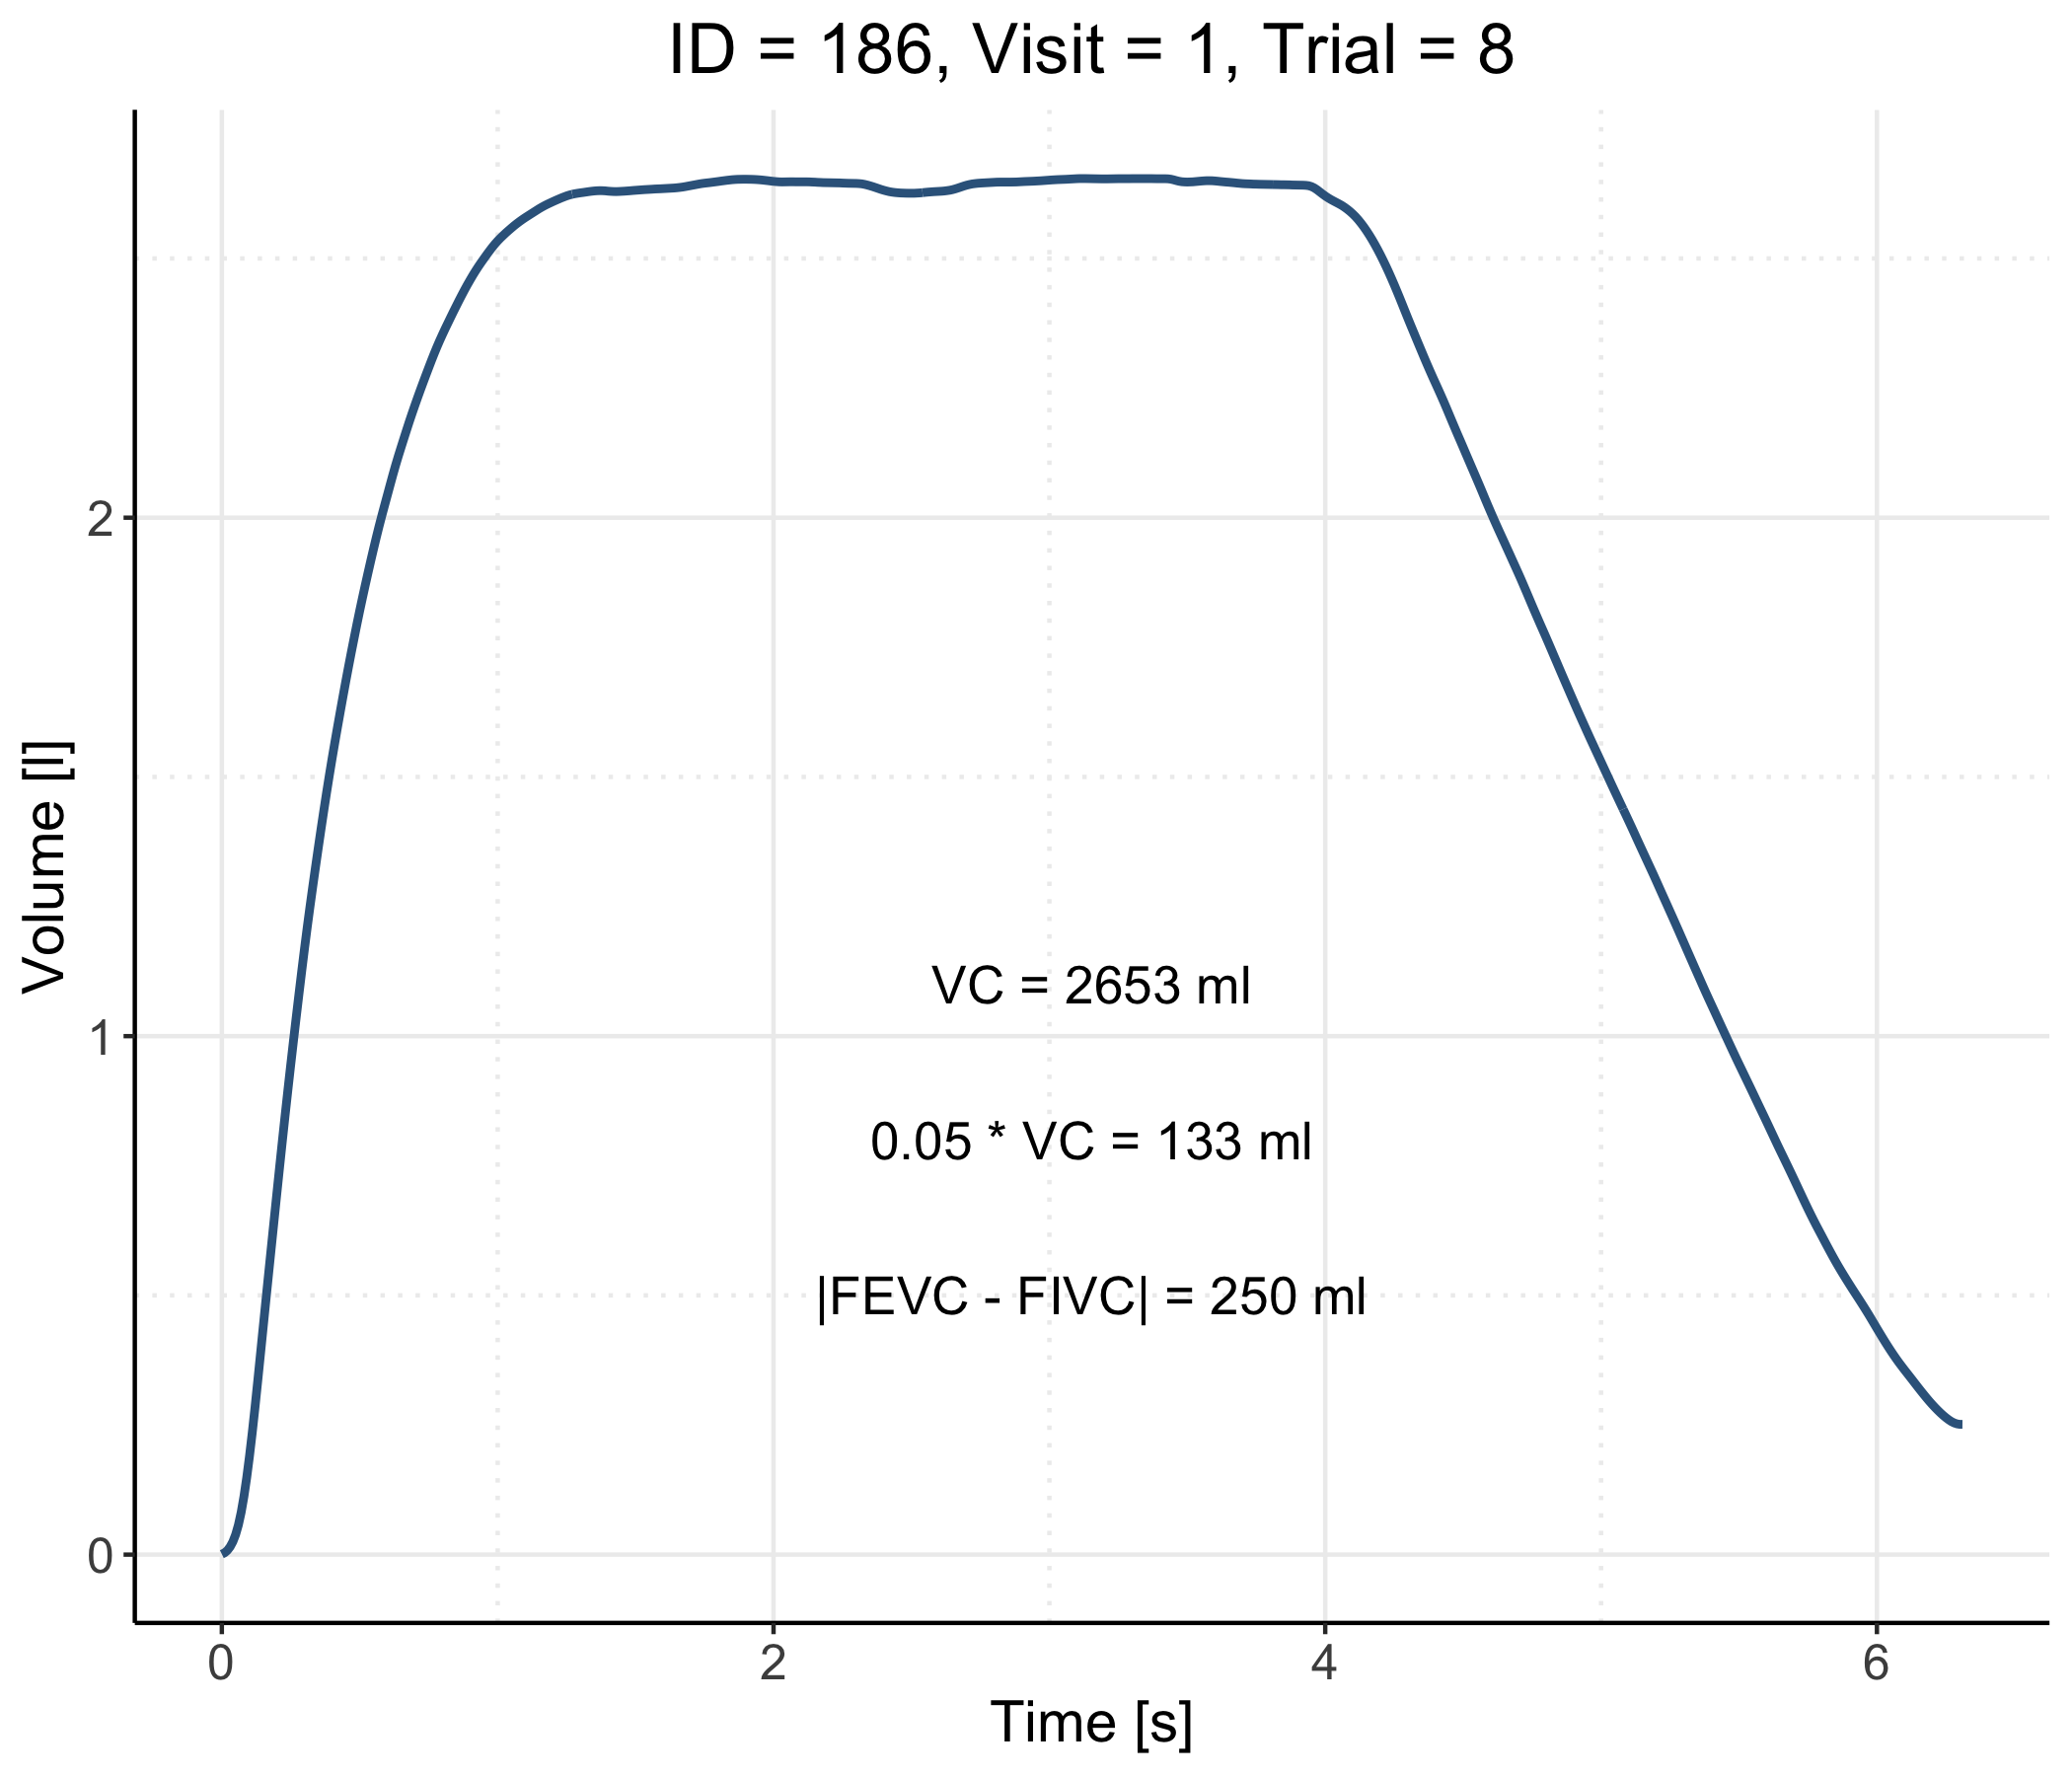 ID = 186, Visit = 1, Trial = 8
Volume [l]
2
1
0
VC = 2653 ml
0.05 * VC = 133 ml
|FEVC - FIVC| = 250 ml
0 2 4 6
Time [s]